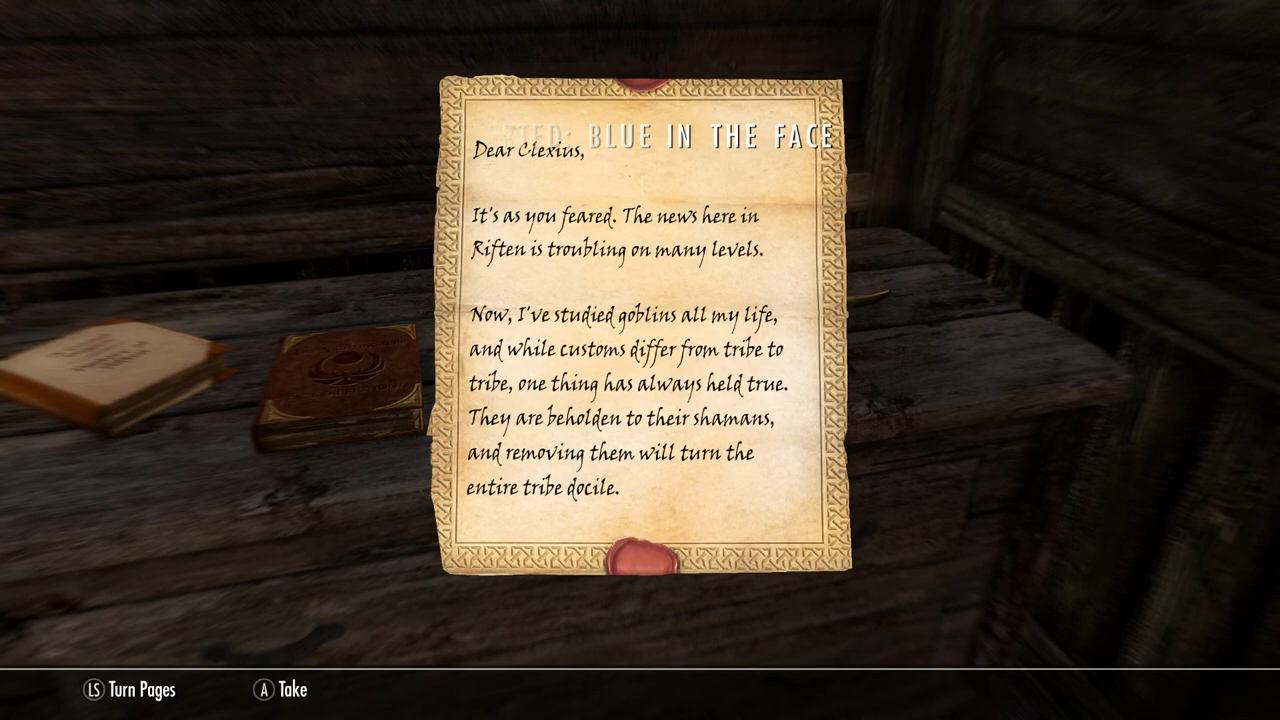 BLUE IN THE FACE
Dear Clexius,
It's as you feared. The news here in
Riften is troubling on many levels.
Now, I've studied goblins all my life,
and while customs differ from tribe to
tribe, one thing has always held true.
They are beholden to their shamans,
and removing them will turn the
entire tribe docile.
LS Turn Pages
A Take